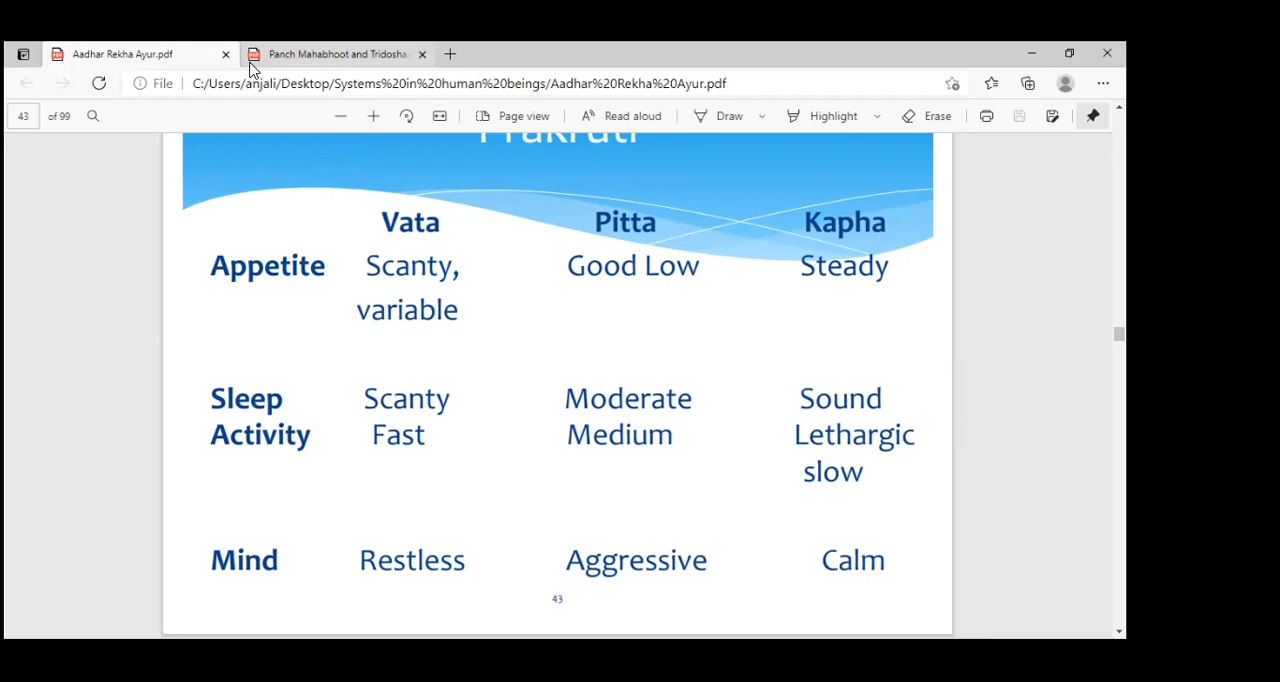 Aadhar Rekha Ayur.pdf
Panch Mahabhoot and Tridosha
File C:/Users/anjali/Desktop/Systems%20in%20human%20beings/Aadhar%20Rekha%20Ayur.pdf
43 of 99 Page view Read aloud Draw Highlight Erase
Prakruti
Vata Pitta Kapha
Appetite Scanty, Good Low Steady
variable
Sleep Scanty Moderate Sound
Activity Fast Medium Lethargic
slow
Mind Restless Aggressive Calm
43